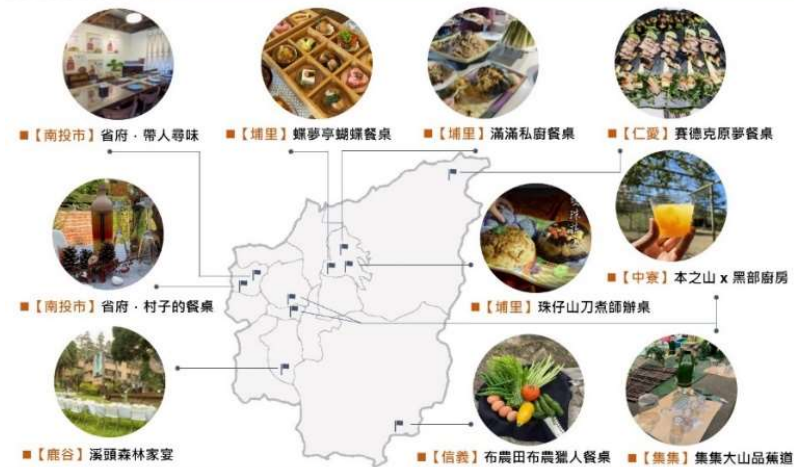 ■【南投市】省府．帶人尋味
■【埔里】蝶夢亭蝴蝶餐桌
■【埔里】滿滿私廚餐桌
■【仁愛】賽德克原夢餐桌
■【中寮】本之山 x 黑部廚房
■【南投市】省府．村子的餐桌
■【埔里】珠仔山刀煮師辦桌
■【鹿谷】溪頭森林家宴
■【信義】布農田布農獵人餐桌
■【集集】集集大山品蕉道